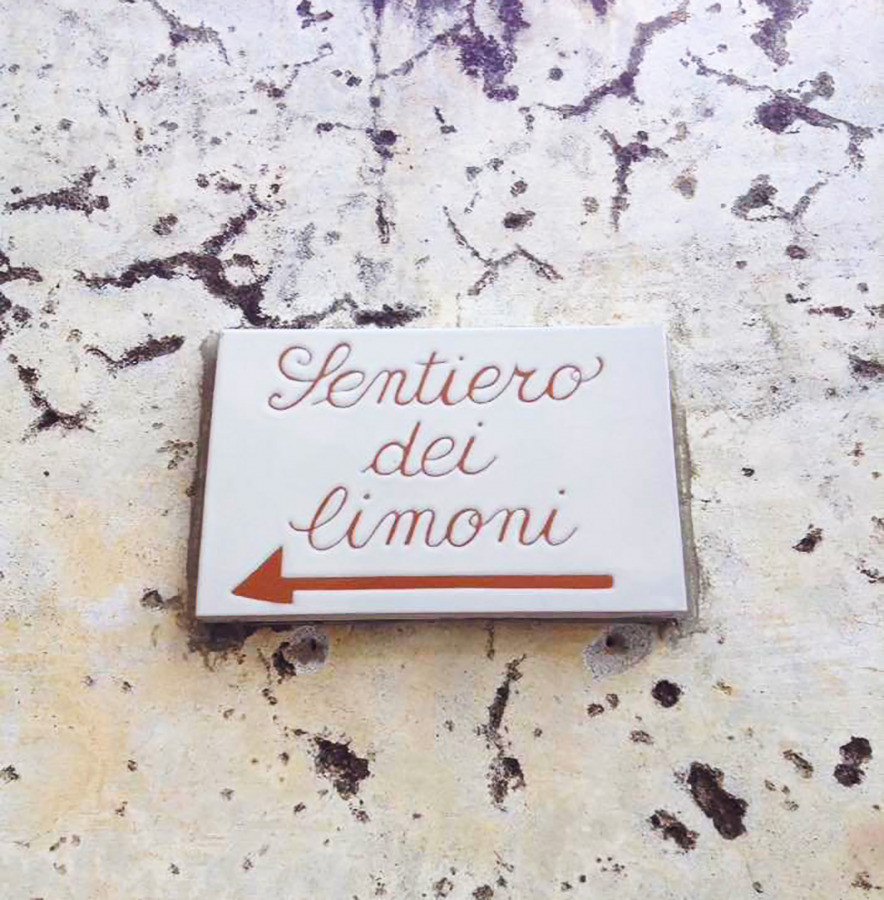 Sentiero
dei
limoni